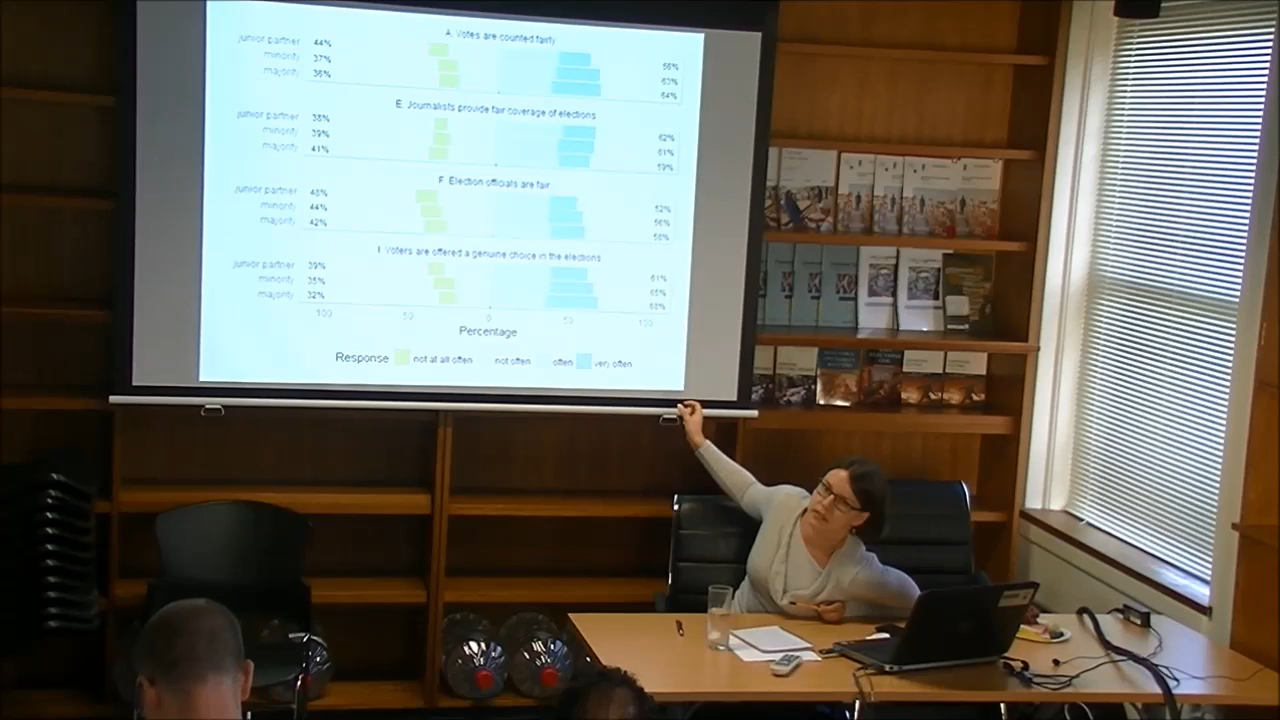 A. Votes are counted fairly
junior partner 44% 56%
minority 37% 63%
majority 36% 64%
E. Journalists provide fair coverage of elections
junior partner 38% 62%
minority 39% 61%
majority 41% 59%
F. Election officials are fair
junior partner 48% 52%
minority 44% 56%
majority 42% 58%
I. Voters are offered a genuine choice in the elections
junior partner 39% 61%
minority 35% 65%
majority 32% 68%
100 50 0 50 100
Percentage
Response not at all often not often often very often